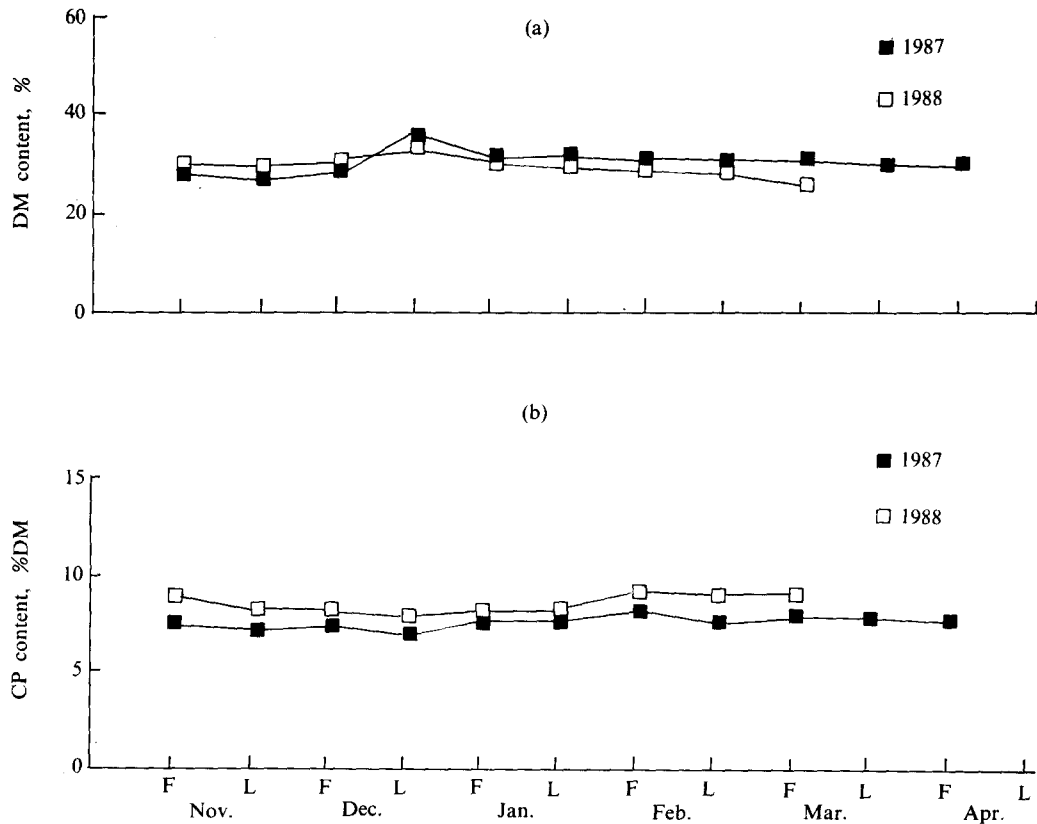 (a)
60
40
20
0
DM content, %
1987
1988
(b)
15
10
5
0
CP content, %DM
1987
1988
F L F L F L F L F L F L
Nov. Dec. Jan. Feb. Mar. Apr.